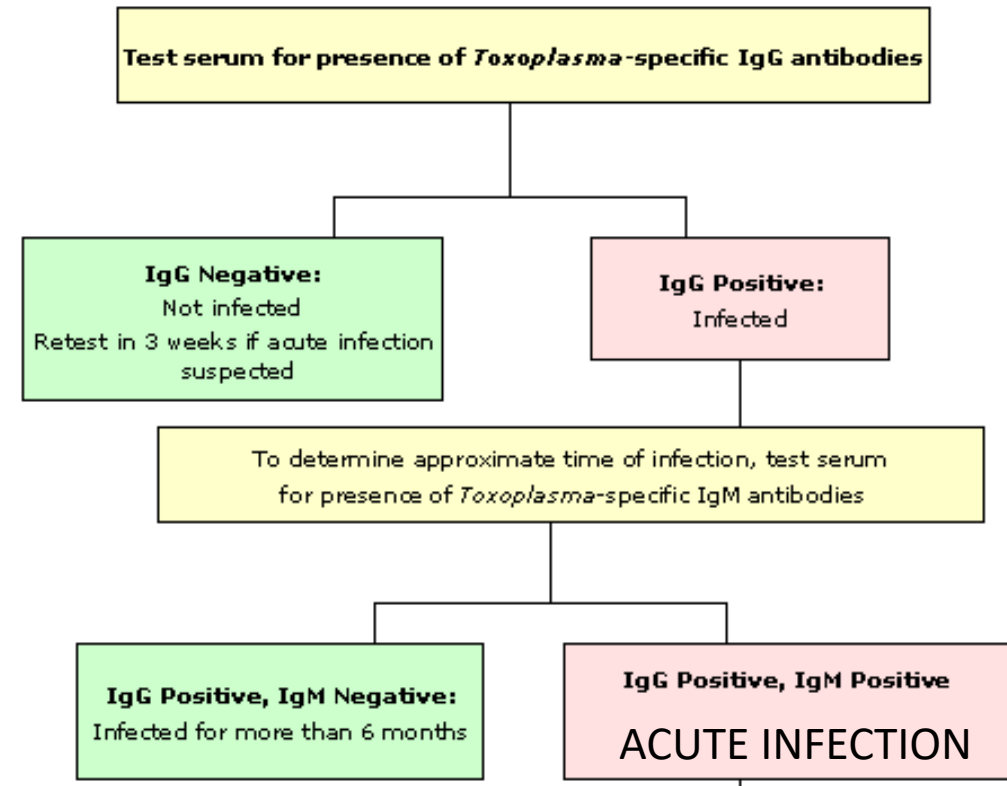 Test serum for presence of Toxoplasma-specific IgG antibodies
IgG Negative:
Not infected
Retest in 3 weeks if acute infection
suspected
IgG Positive:
Infected
To determine approximate time of infection, test serum
for presence of Toxoplasma-specific IgM antibodies
IgG Positive, IgM Negative:
Infected for more than 6 months
IgG Positive, IgM Positive
ACUTE INFECTION